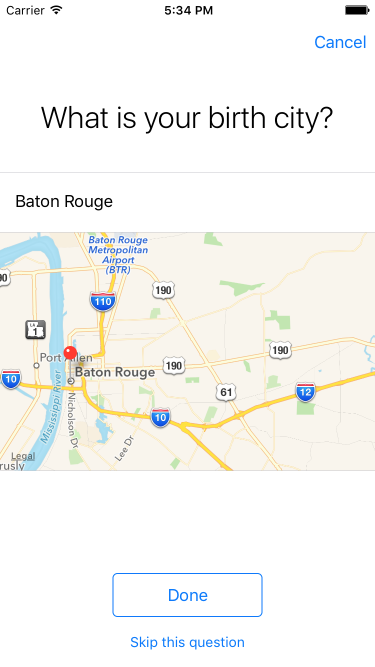 Carrier 5:34 PM
Cancel
What is your birth city?
Baton Rouge
Baton Rouge
Metropolitan
Airport
(BTR)
90
110
190
LA
1
Port Allen
190
190
10
Baton Rouge
61
12
10
Mississippi River
Nicholson Dr
Lee Dr
Legal
rusly
Done
Skip this question